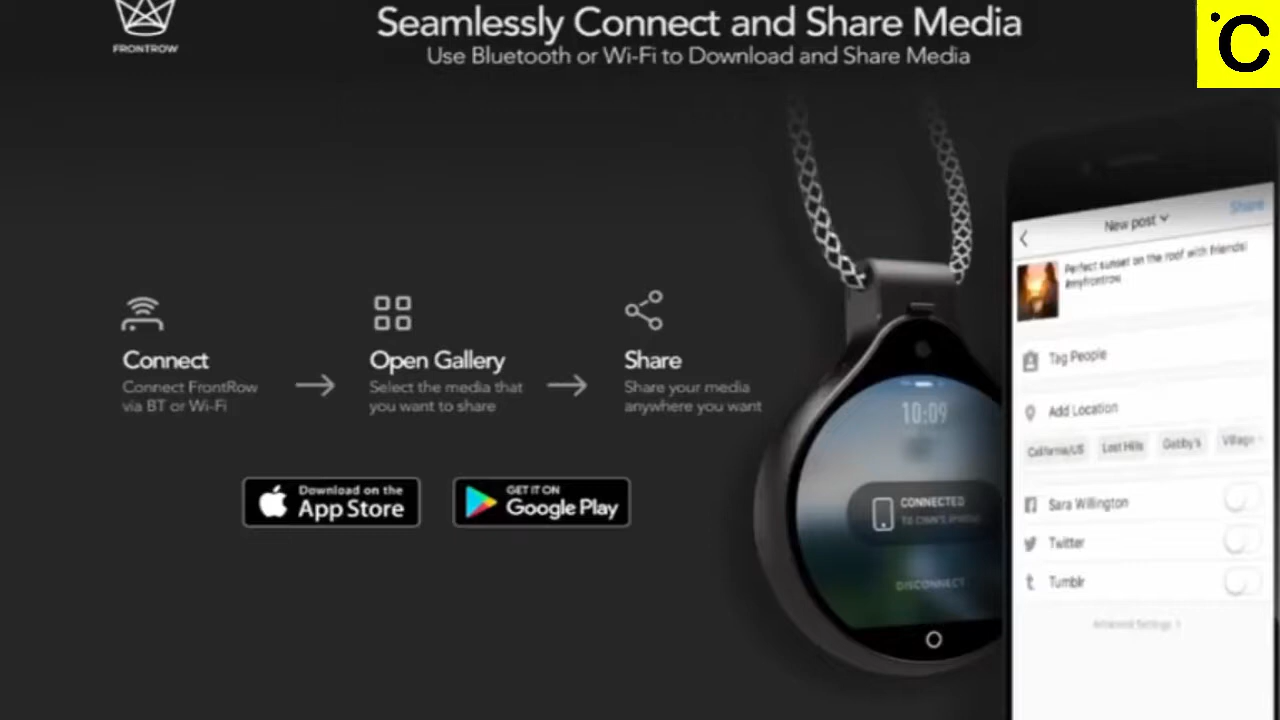 FRONTROW
Seamlessly Connect and Share Media
Use Bluetooth or Wi-Fi to Download and Share Media
°C
Connect
Connect FrontRow
via BT or Wi-Fi
Open Gallery
Select the media that
you want to share
Share
Share your media
anywhere you want
Download on the
App Store
GET IT ON
Google Play
10:09
CONNECTED
DISCONNECT
New post
Share
Perfect sunset on the roof with friends!
#myfrontrow
Tag People
Add Location
California,US
Lost Hills
Gabby's
Village
Sara Willington
Twitter
Tumblr
Advanced Settings